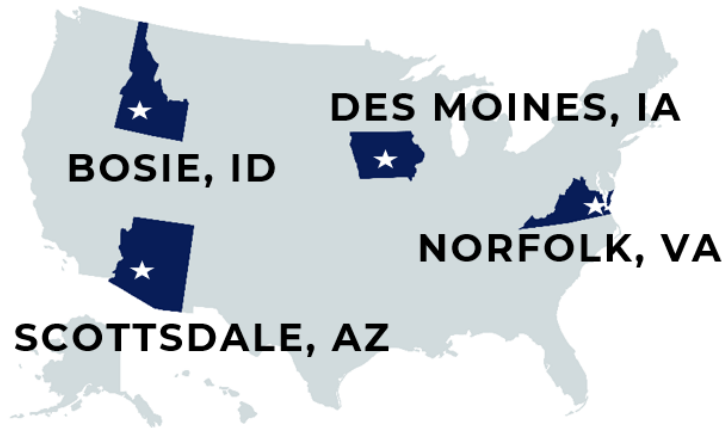 DES MOINES, IA
BOSIE, ID
NORFOLK, VA
SCOTTSDALE, AZ